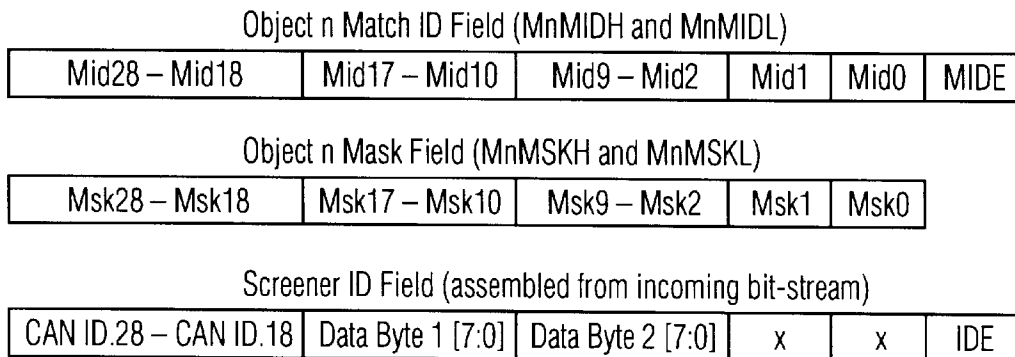 Object n Match ID Field (MnMIDH and MnMIDL)
Mid28 – Mid18 Mid17 – Mid10 Mid9 – Mid2 Mid1 Mid0 MIDE
Object n Mask Field (MnMSKH and MnMSKL)
Msk28 – Msk18 Msk17 – Msk10 Msk9 – Msk2 Msk1 Msk0
Screener ID Field (assembled from incoming bit-stream)
CAN ID.28 – CAN ID.18 Data Byte 1 [7:0] Data Byte 2 [7:0] x x IDE